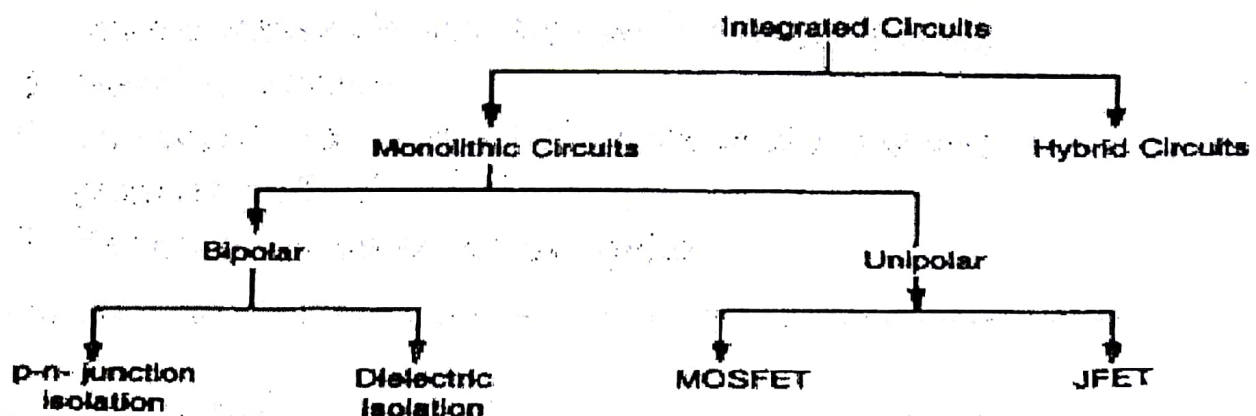 Integrated Circuits
Monolithic Circuits
Hybrid Circuits
Bipolar
Unipolar
p-n- junction
isolation
Dielectric
isolation
MOSFET
JFET